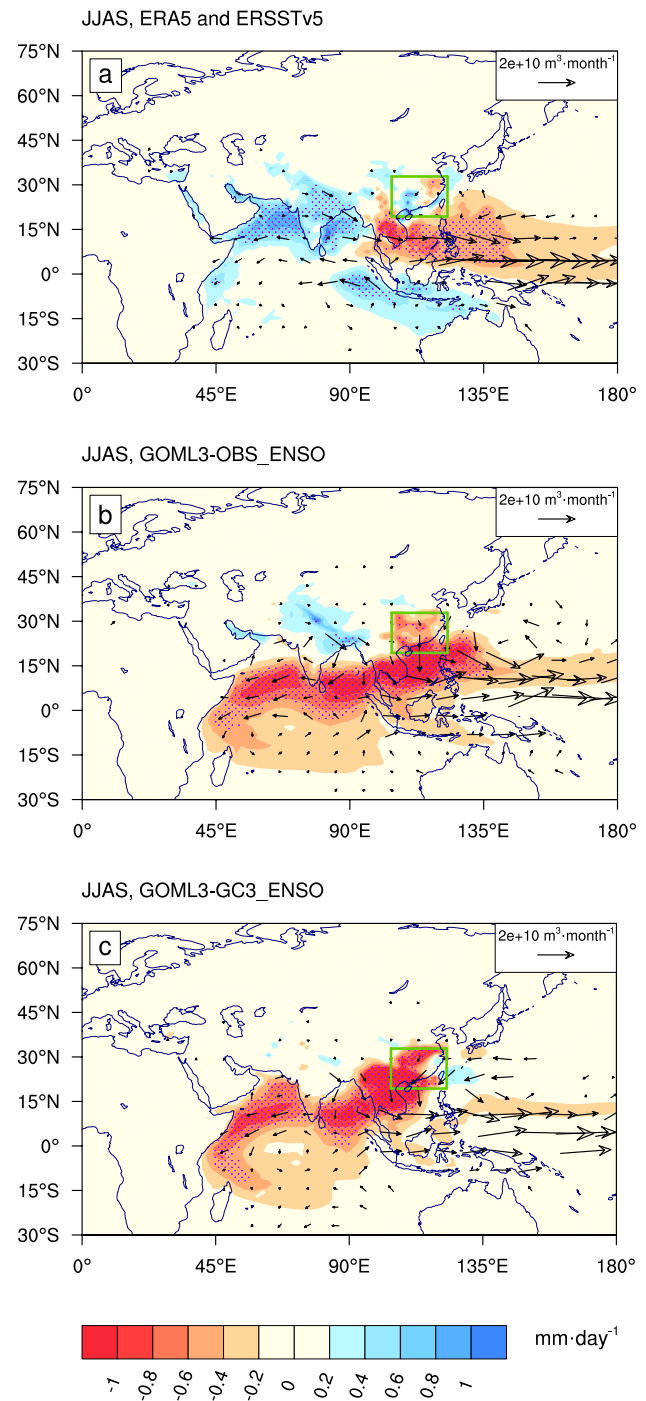 JJAS, ERA5 and ERSSTv5
75°N
a
2e+10 m³·month⁻¹
60°N
45°N
30°N
15°N
0°
15°S
30°S
0° 45°E 90°E 135°E 180°
JJAS, GOML3-OBS_ENSO
75°N
b
2e+10 m³·month⁻¹
60°N
45°N
30°N
15°N
0°
15°S
30°S
0° 45°E 90°E 135°E 180°
JJAS, GOML3-GC3_ENSO
75°N
c
2e+10 m³·month⁻¹
60°N
45°N
30°N
15°N
0°
15°S
30°S
0° 45°E 90°E 135°E 180°
mm·day⁻¹
-1 -0.8 -0.6 -0.4 -0.2 0 0.2 0.4 0.6 0.8 1